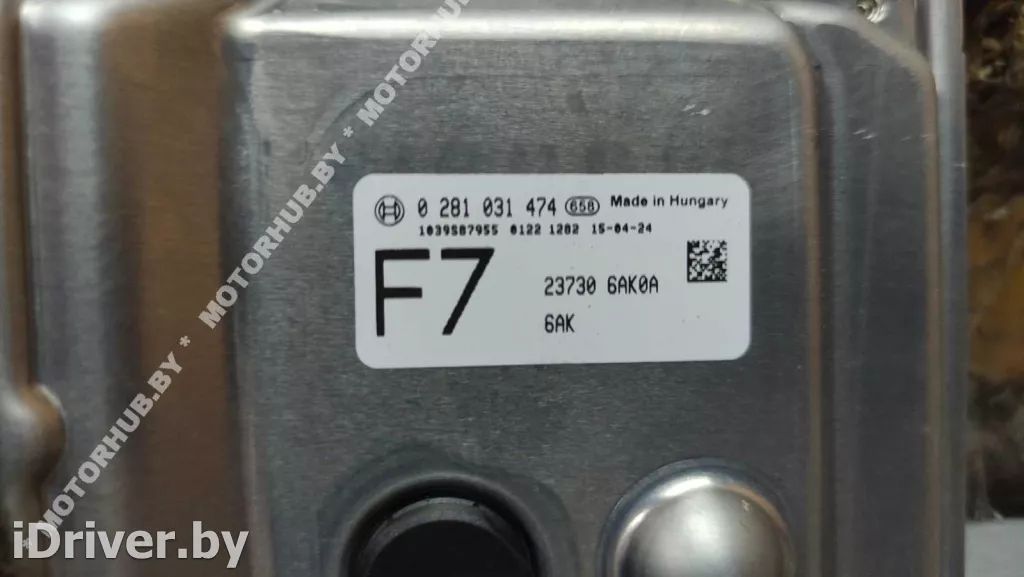 0 281 031 474 658 Made in Hungary
1039S87955 0122 1282 15-04-24
F7
23730 6AK0A
6AK
* MOTORHUB.BY * MOTORHUB.BY * MOTORHUB.BY
iDriver.by